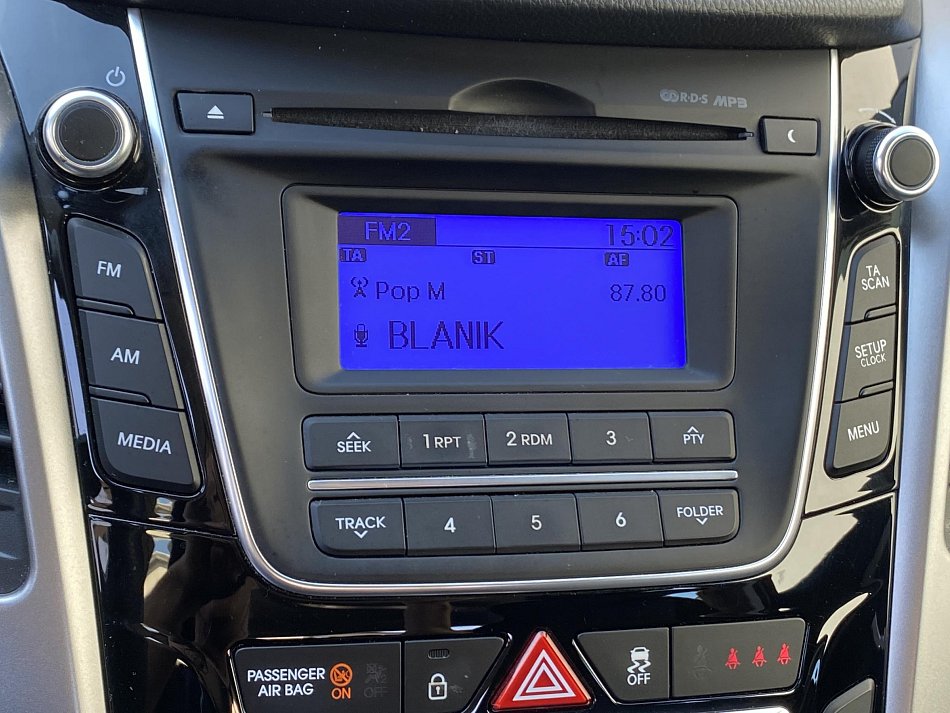 R·D·S MP3
FM2 15:02
TA ST AF
Pop M 87.80
BLANIK
FM
AM
MEDIA
TA
SCAN
SETUP
CLOCK
MENU
SEEK 1 RPT 2 RDM 3 PTY
TRACK 4 5 6 FOLDER
PASSENGER
AIR BAG ON OFF
OFF